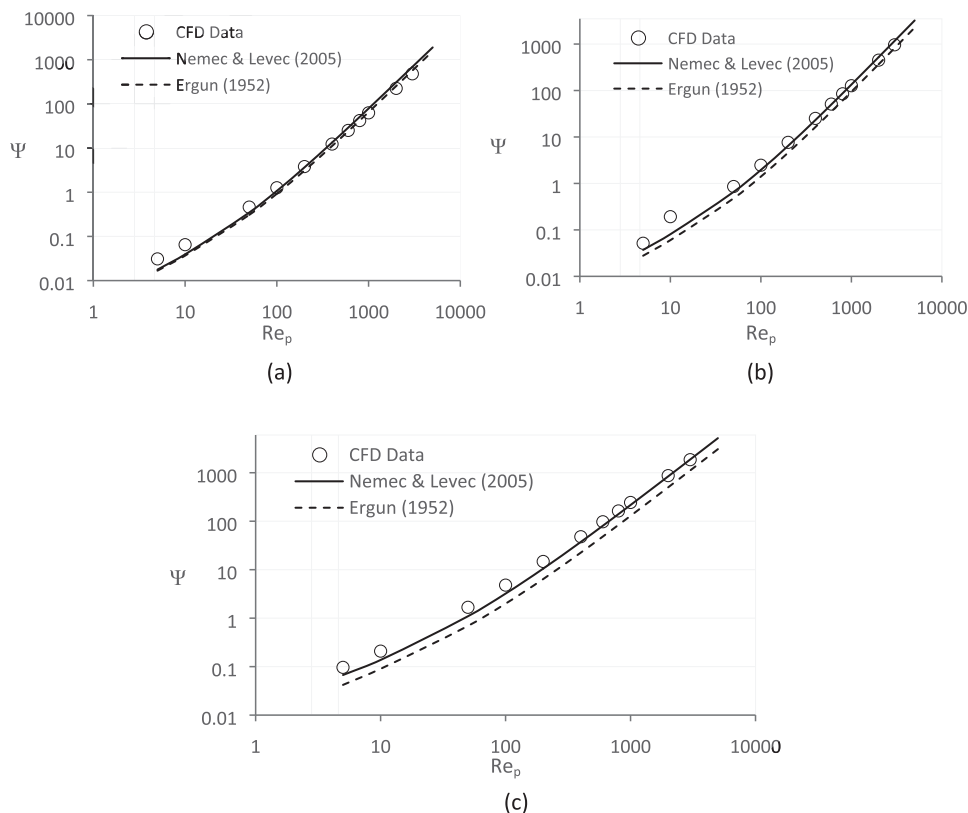 10000
1000
100
10
1
0.1
0.01
Ψ
CFD Data
Nemec & Levec (2005)
Ergun (1952)
1 10 100 1000 10000
Re_p
(a)
1000
100
10
1
0.1
0.01
Ψ
CFD Data
Nemec & Levec (2005)
Ergun (1952)
1 10 100 1000 10000
Re_p
(b)
1000
100
10
1
0.1
0.01
Ψ
CFD Data
Nemec & Levec (2005)
Ergun (1952)
1 10 100 1000 10000
Re_p
(c)